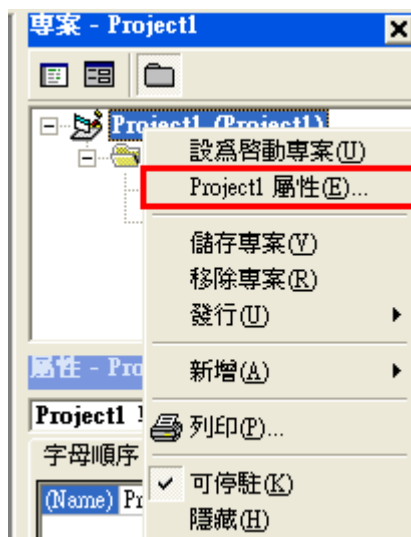 專案 - Project1
Project1 (Project1)
設爲啓動專案(U)
Project1 屬性(E)...
儲存專案(V)
移除專案(R)
發行(U)
屬性 - Pro
新增(A)
Project1
列印(P)...
字母順序
可停駐(K)
(Name) Pr
隱藏(H)